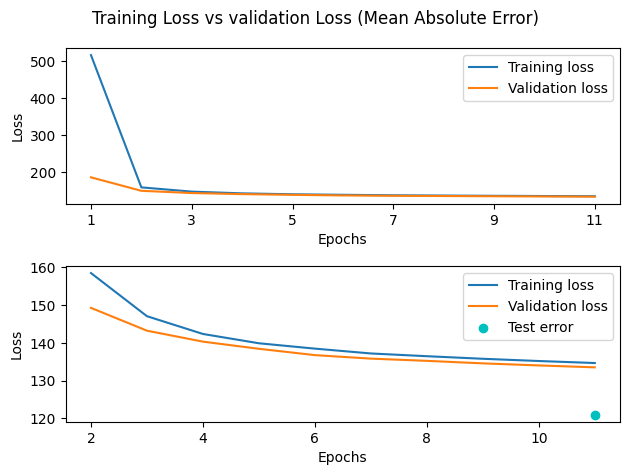 Training Loss vs validation Loss (Mean Absolute Error)
500
400
300
200
Loss
Training loss
Validation loss
1 3 5 7 9 11
Epochs
160
150
140
130
120
Loss
Training loss
Validation loss
Test error
2 4 6 8 10
Epochs